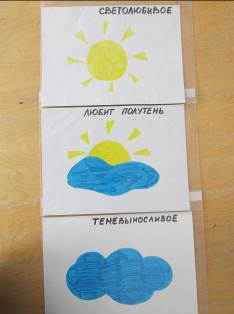 СВЕТОЛЮБИВОЕ
ЛЮБИТ ПОЛУТЕНЬ
ТЕНЕВЫНОСЛИВОЕ